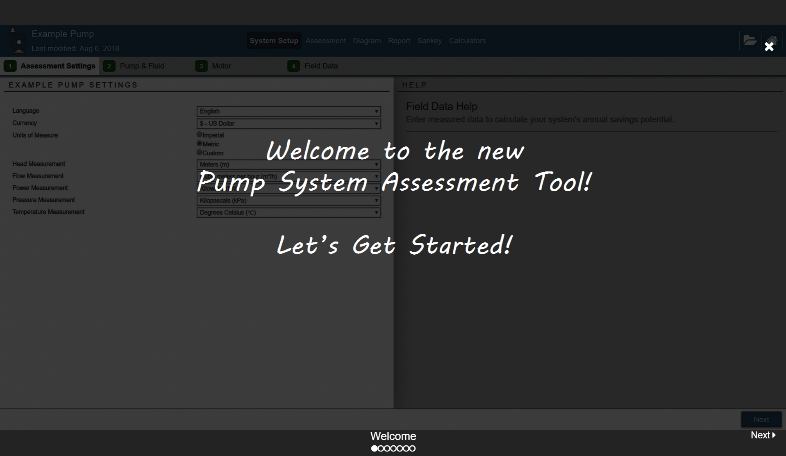 Example Pump
Last modified: Aug 6, 2018
System Setup Assessment Diagram Report Sankey Calculators
1 Assessment Settings 2 Pump & Fluid 3 Motor 4 Field Data
EXAMPLE PUMP SETTINGS
Language English
Currency $ - US Dollar
Units of Measure Imperial
Metric
Custom
Head Measurement Meters (m)
Flow Measurement
Power Measurement
Pressure Measurement Kilopascals (kPa)
Temperature Measurement Degrees Celsius (°C)
HELP
Field Data Help
Enter measured data to calculate your system's annual savings potential.
Welcome to the new
Pump System Assessment Tool!
Let's Get Started!
Next
Welcome
Next